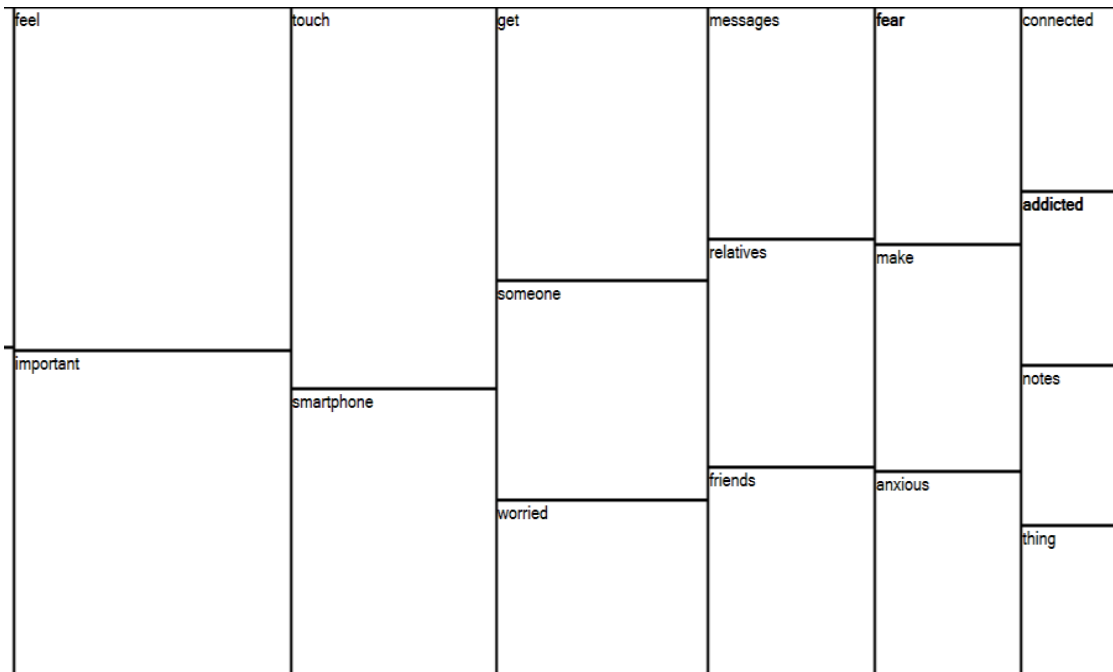 feel
important
touch
smartphone
get
someone
worried
messages
relatives
friends
fear
make
anxious
connected
addicted
notes
thing